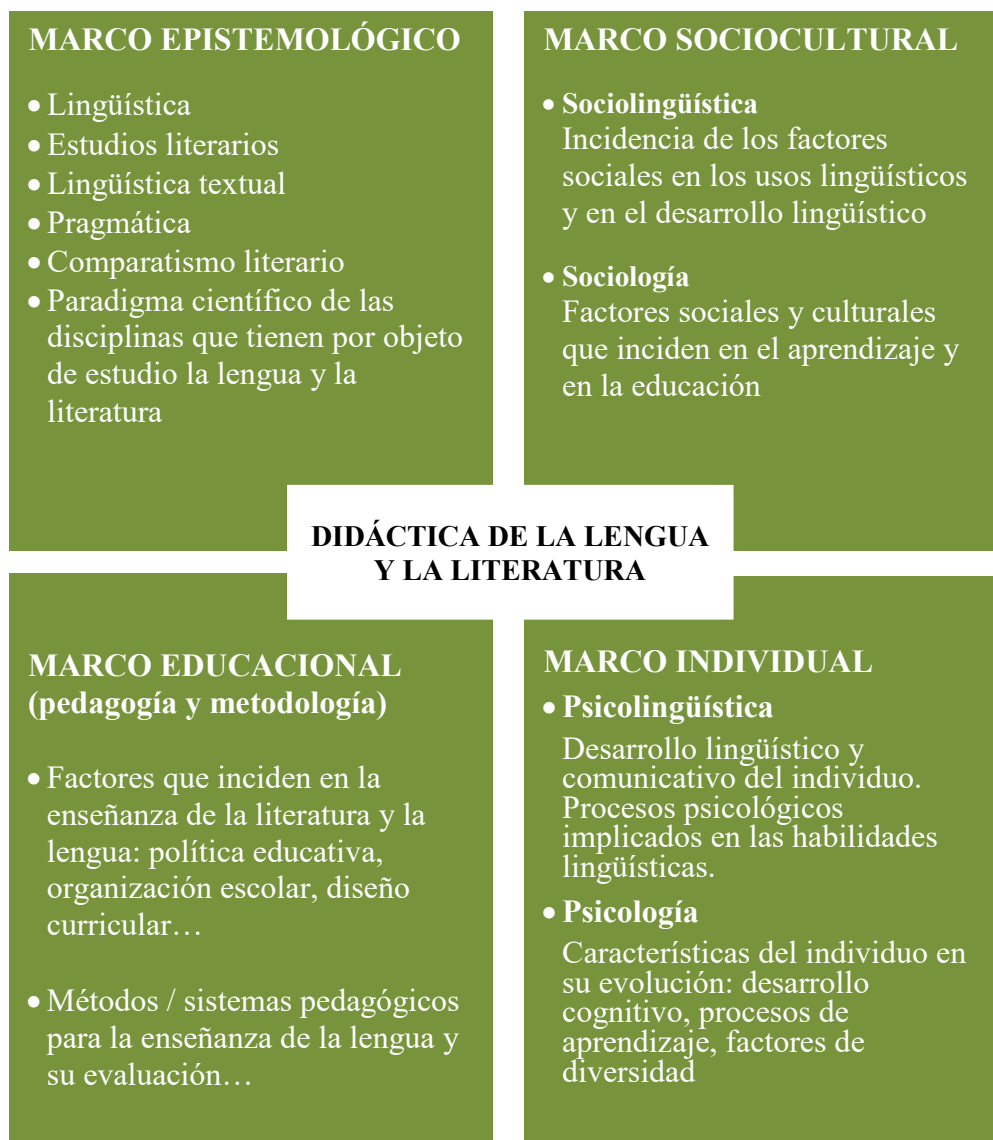 MARCO EPISTEMOLÓGICO
• Lingüística
• Estudios literarios
• Lingüística textual
• Pragmática
• Comparatismo literario
• Paradigma científico de las
disciplinas que tienen por objeto
de estudio la lengua y la
literatura
MARCO SOCIOCULTURAL
• Sociolingüística
Incidencia de los factores
sociales en los usos lingüísticos
y en el desarrollo lingüístico
• Sociología
Factores sociales y culturales
que inciden en el aprendizaje y
en la educación
DIDÁCTICA DE LA LENGUA
Y LA LITERATURA
MARCO EDUCACIONAL
(pedagogía y metodología)
• Factores que inciden en la
enseñanza de la literatura y la
lengua: política educativa,
organización escolar, diseño
curricular…
• Métodos / sistemas pedagógicos
para la enseñanza de la lengua y
su evaluación…
MARCO INDIVIDUAL
• Psicolingüística
Desarrollo lingüístico y
comunicativo del individuo.
Procesos psicológicos
implicados en las habilidades
lingüísticas.
• Psicología
Características del individuo en
su evolución: desarrollo
cognitivo, procesos de
aprendizaje, factores de
diversidad